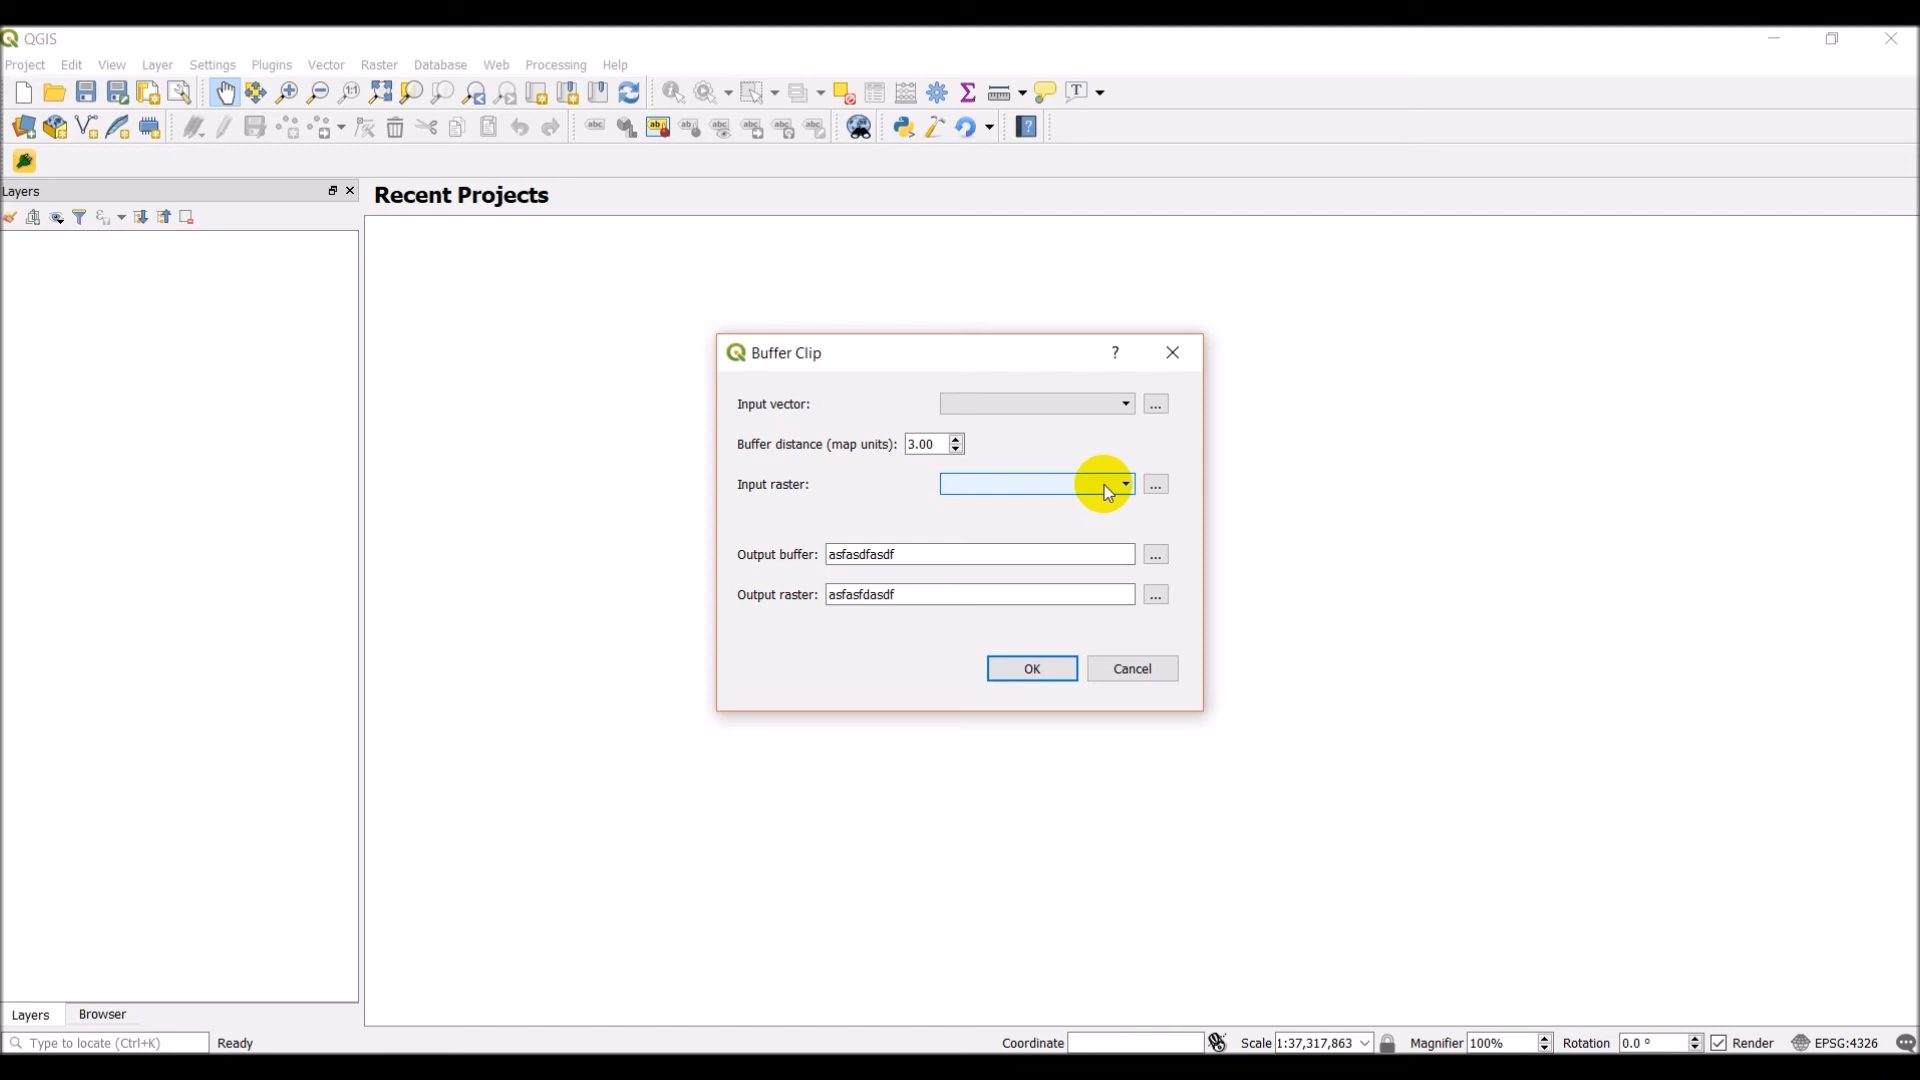 QGIS
Project Edit View Layer Settings Plugins Vector Raster Database Web Processing Help
Layers
Recent Projects
Buffer Clip
?
Input vector:
...
Buffer distance (map units): 3.00
Input raster:
...
Output buffer: asfasdfasdf
...
Output raster: asfasfdasdf
...
OK
Cancel
Layers Browser
Type to locate (Ctrl+K) Ready Coordinate Scale 1:37,317,863 Magnifier 100% Rotation 0.0 ° Render EPSG:4326